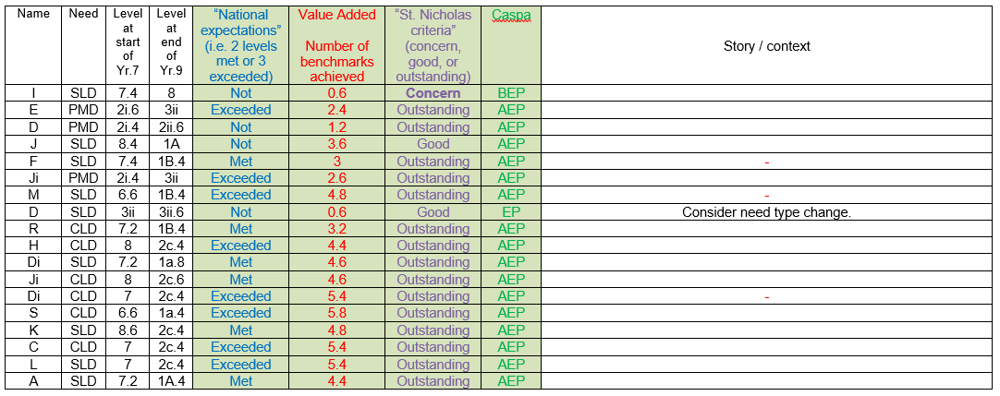 Name Need Level at start of Yr.7 Level at end of Yr.9 “National expectations” (i.e. 2 levels met or 3 exceeded) Value Added Number of benchmarks achieved “St. Nicholas criteria” (concern, good, or outstanding) Caspa Story / context
I SLD 7.4 8 Not 0.6 Concern BEP
E PMD 2i.6 3ii Exceeded 2.4 Outstanding AEP
D PMD 2i.4 2ii.6 Not 1.2 Outstanding AEP
J SLD 8.4 1A Not 3.6 Good AEP
F SLD 7.4 1B.4 Met 3 Outstanding AEP -
Ji PMD 2i.4 3ii Exceeded 2.6 Outstanding AEP
M SLD 6.6 1B.4 Exceeded 4.8 Outstanding AEP -
D SLD 3ii 3ii.6 Not 0.6 Good EP Consider need type change.
R CLD 7.2 1B.4 Met 3.2 Outstanding AEP
H CLD 8 2c.4 Exceeded 4.4 Outstanding AEP
Di SLD 7.2 1a.8 Met 4.6 Outstanding AEP
Ji CLD 8 2c.6 Met 4.6 Outstanding AEP
Di CLD 7 2c.4 Exceeded 5.4 Outstanding AEP -
S CLD 6.6 1a.4 Exceeded 5.8 Outstanding AEP
K SLD 8.6 2c.4 Met 4.8 Outstanding AEP
C CLD 7 2c.4 Exceeded 5.4 Outstanding AEP
L SLD 7 2c.4 Exceeded 5.4 Outstanding AEP
A SLD 7.2 1A.4 Met 4.4 Outstanding AEP